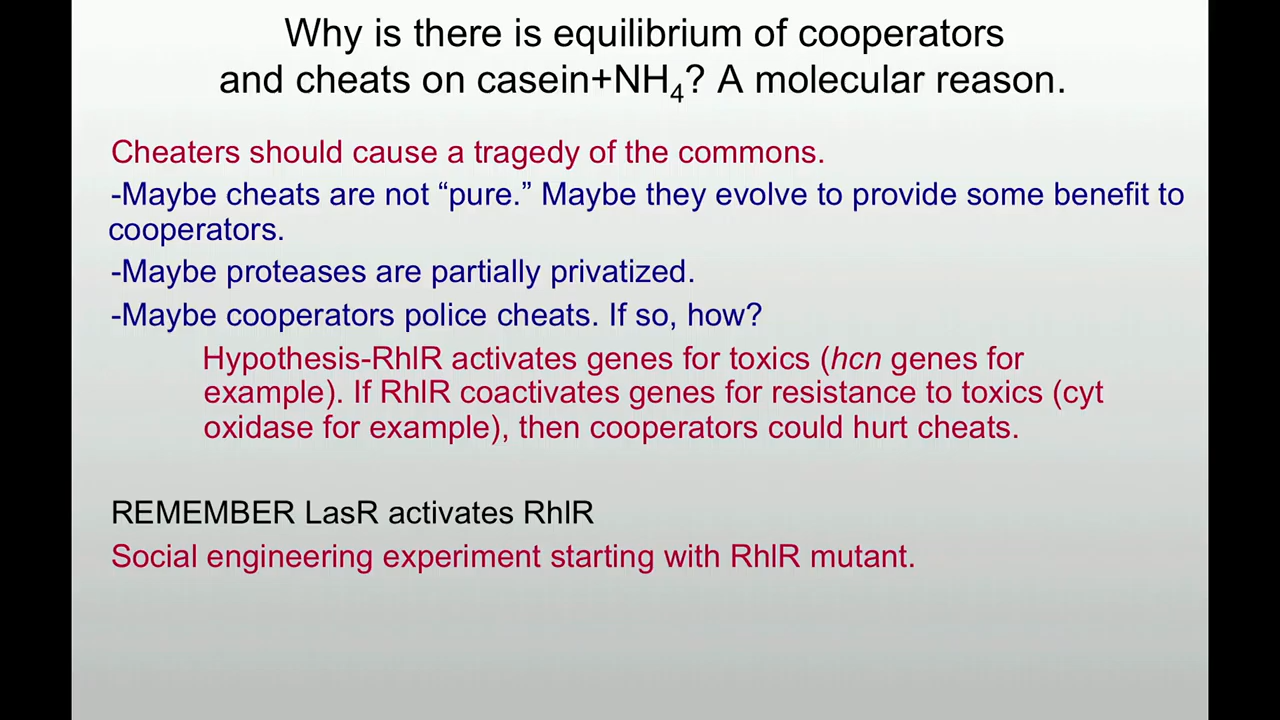 Why is there is equilibrium of cooperators
and cheats on casein+NH₄? A molecular reason.
Cheaters should cause a tragedy of the commons.
-Maybe cheats are not “pure.” Maybe they evolve to provide some benefit to
cooperators.
-Maybe proteases are partially privatized.
-Maybe cooperators police cheats. If so, how?
Hypothesis-RhlR activates genes for toxics (hcn genes for
example). If RhlR coactivates genes for resistance to toxics (cyt
oxidase for example), then cooperators could hurt cheats.
REMEMBER LasR activates RhlR
Social engineering experiment starting with RhlR mutant.